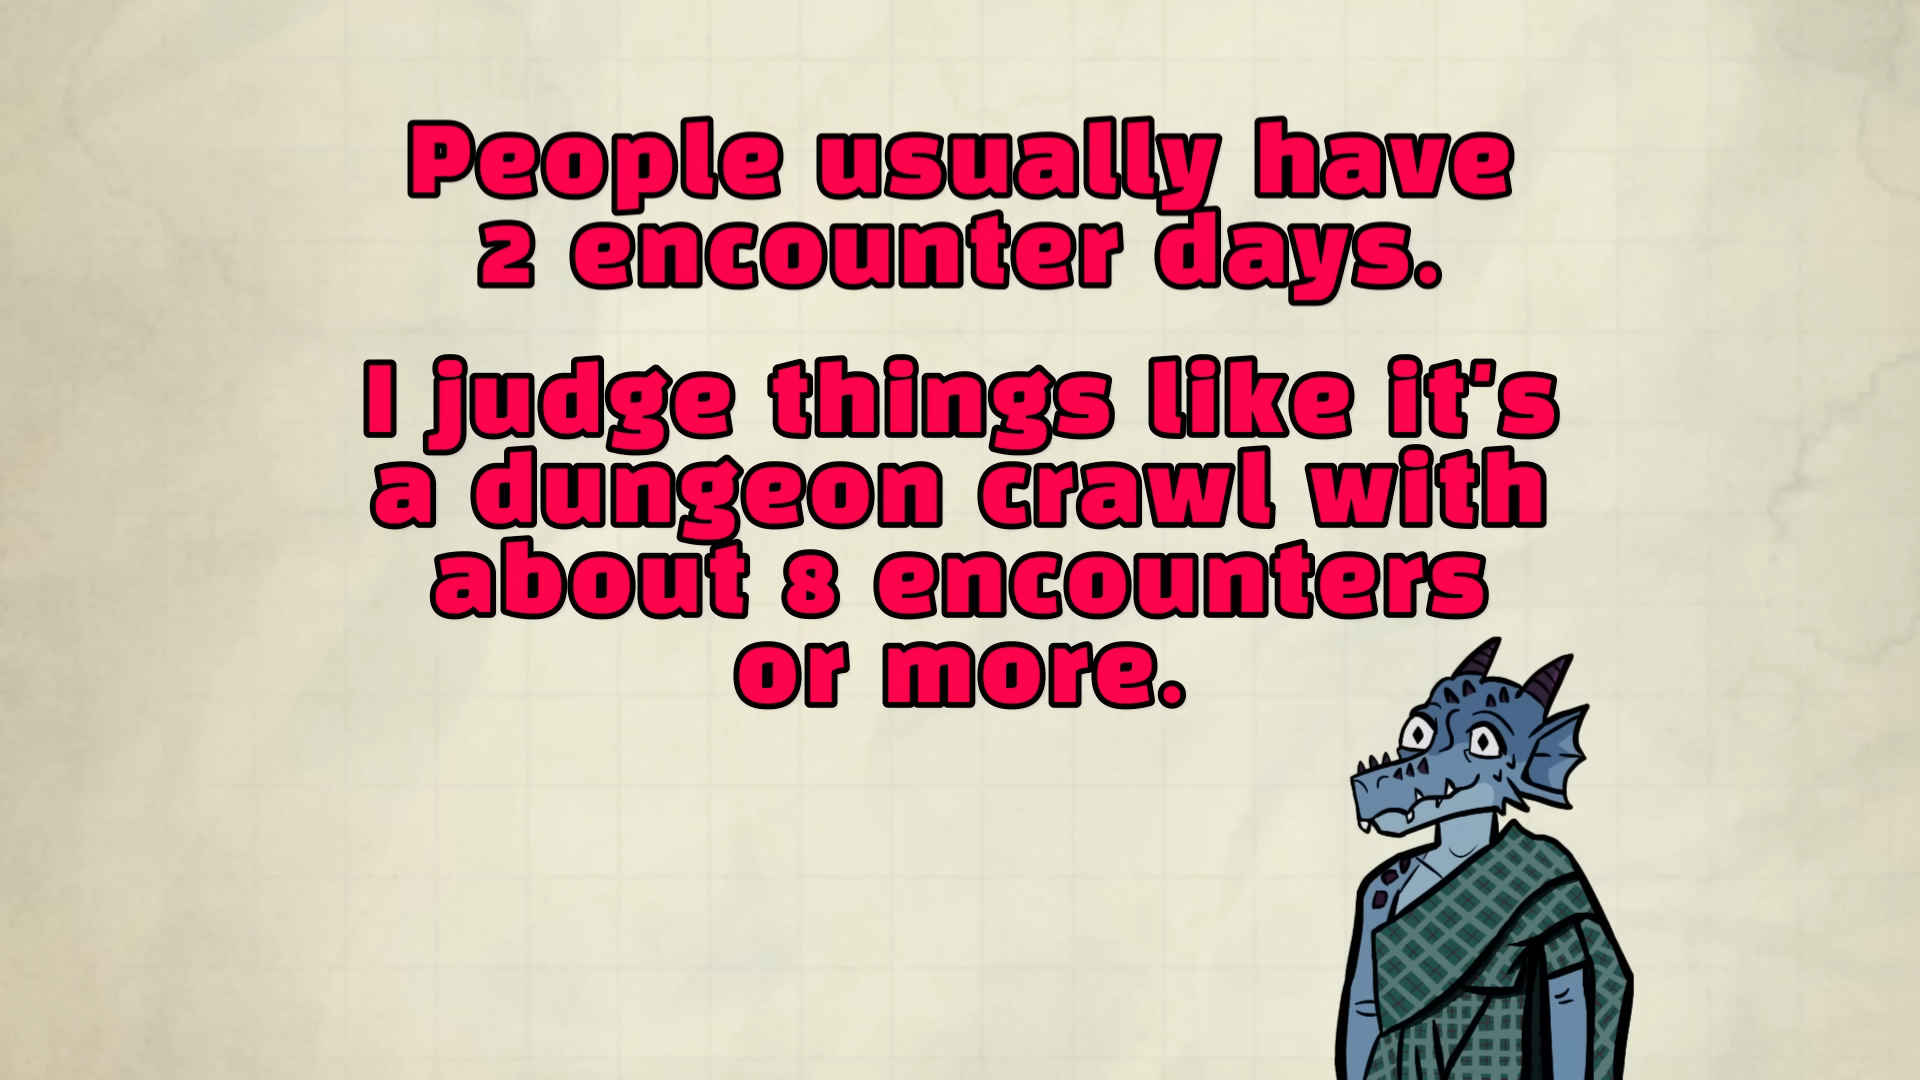 People usually have
2 encounter days.
I judge things like it's
a dungeon crawl with
about 8 encounters
or more.